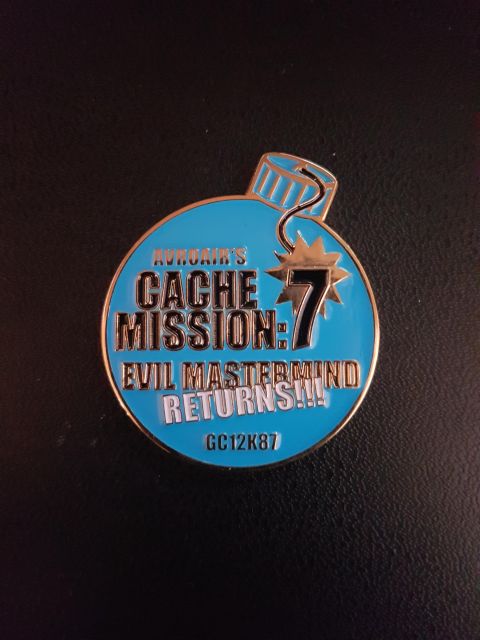 AVROAIR'S
CACHE
MISSION: 7
EVIL MASTERMIND
RETURNS!!!
GC12K87